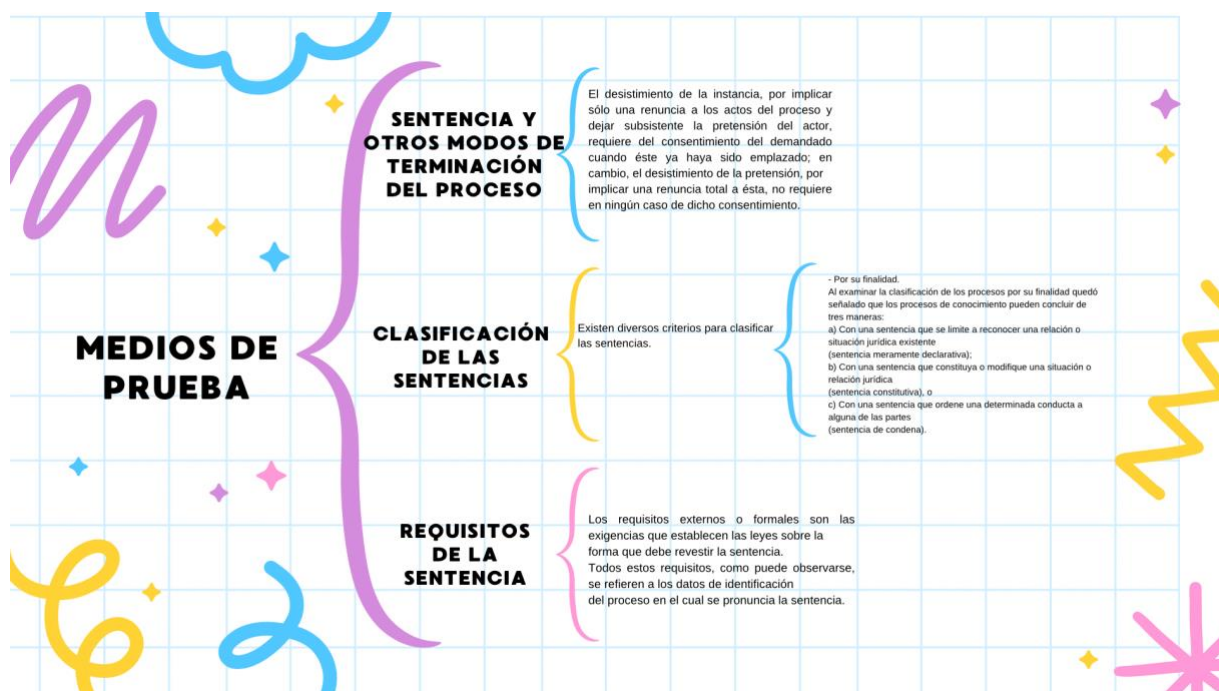 MEDIOS DE
PRUEBA
SENTENCIA Y
OTROS MODOS DE
TERMINACIÓN
DEL PROCESO
El desistimiento de la instancia, por implicar
sólo una renuncia a los actos del proceso y
dejar subsistente la pretensión del actor,
requiere del consentimiento del demandado
cuando éste ya haya sido emplazado; en
cambio, el desistimiento de la pretensión, por
implicar una renuncia total a ésta, no requiere
en ningún caso de dicho consentimiento.
CLASIFICACIÓN
DE LAS
SENTENCIAS
Existen diversos criterios para clasificar
las sentencias.
- Por su finalidad.
Al examinar la clasificación de los procesos por su finalidad quedó
señalado que los procesos de conocimiento pueden concluir de
tres maneras:
a) Con una sentencia que se limite a reconocer una relación o
situación jurídica existente
(sentencia meramente declarativa);
b) Con una sentencia que constituya o modifique una situación o
relación jurídica
(sentencia constitutiva), o
c) Con una sentencia que ordene una determinada conducta a
alguna de las partes
(sentencia de condena).
REQUISITOS
DE LA
SENTENCIA
Los requisitos externos o formales son las
exigencias que establecen las leyes sobre la
forma que debe revestir la sentencia.
Todos estos requisitos, como puede observarse,
se refieren a los datos de identificación
del proceso en el cual se pronuncia la sentencia.